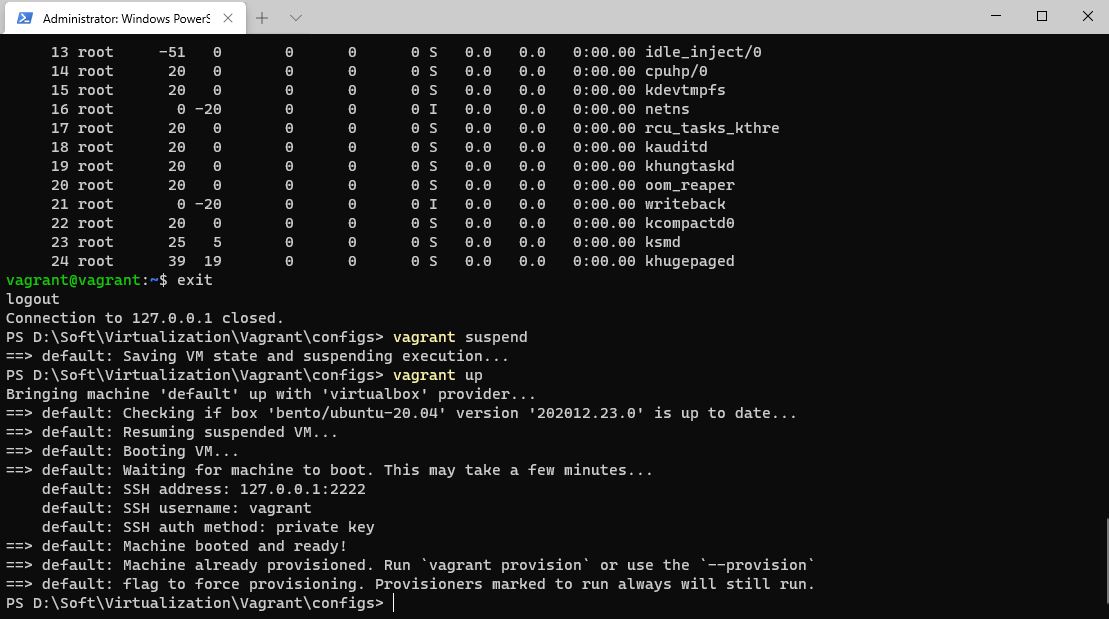 Administrator: Windows PowerS
13 root -51 0 0 0 0 S 0.0 0.0 0:00.00 idle_inject/0
14 root 20 0 0 0 0 S 0.0 0.0 0:00.00 cpuhp/0
15 root 20 0 0 0 0 S 0.0 0.0 0:00.00 kdevtmpfs
16 root 0 -20 0 0 0 I 0.0 0.0 0:00.00 netns
17 root 20 0 0 0 0 S 0.0 0.0 0:00.00 rcu_tasks_kthre
18 root 20 0 0 0 0 S 0.0 0.0 0:00.00 kauditd
19 root 20 0 0 0 0 S 0.0 0.0 0:00.00 khungtaskd
20 root 20 0 0 0 0 S 0.0 0.0 0:00.00 oom_reaper
21 root 0 -20 0 0 0 I 0.0 0.0 0:00.00 writeback
22 root 20 0 0 0 0 S 0.0 0.0 0:00.00 kcompactd0
23 root 25 5 0 0 0 S 0.0 0.0 0:00.00 ksmd
24 root 39 19 0 0 0 S 0.0 0.0 0:00.00 khugepaged
vagrant@vagrant:~$ exit
logout
Connection to 127.0.0.1 closed.
PS D:\Soft\Virtualization\Vagrant\configs> vagrant suspend
==> default: Saving VM state and suspending execution...
PS D:\Soft\Virtualization\Vagrant\configs> vagrant up
Bringing machine 'default' up with 'virtualbox' provider...
==> default: Checking if box 'bento/ubuntu-20.04' version '202012.23.0' is up to date...
==> default: Resuming suspended VM...
==> default: Booting VM...
==> default: Waiting for machine to boot. This may take a few minutes...
default: SSH address: 127.0.0.1:2222
default: SSH username: vagrant
default: SSH auth method: private key
==> default: Machine booted and ready!
==> default: Machine already provisioned. Run `vagrant provision` or use the `--provision`
==> default: flag to force provisioning. Provisioners marked to run always will still run.
PS D:\Soft\Virtualization\Vagrant\configs>